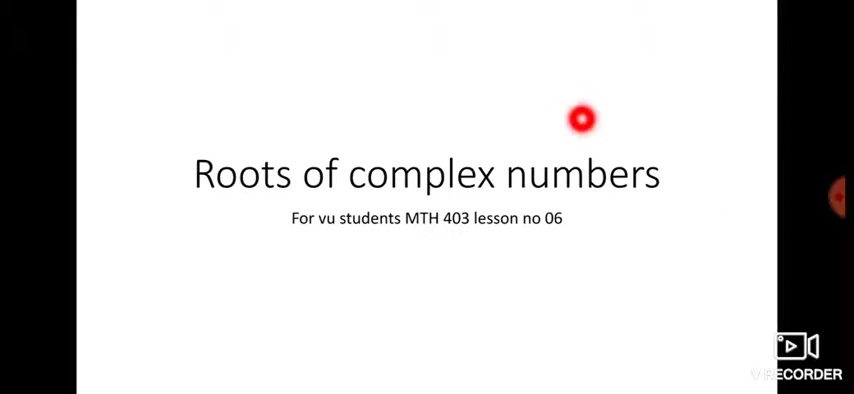 Roots of complex numbers
For vu students MTH 403 lesson no 06
V RECORDER